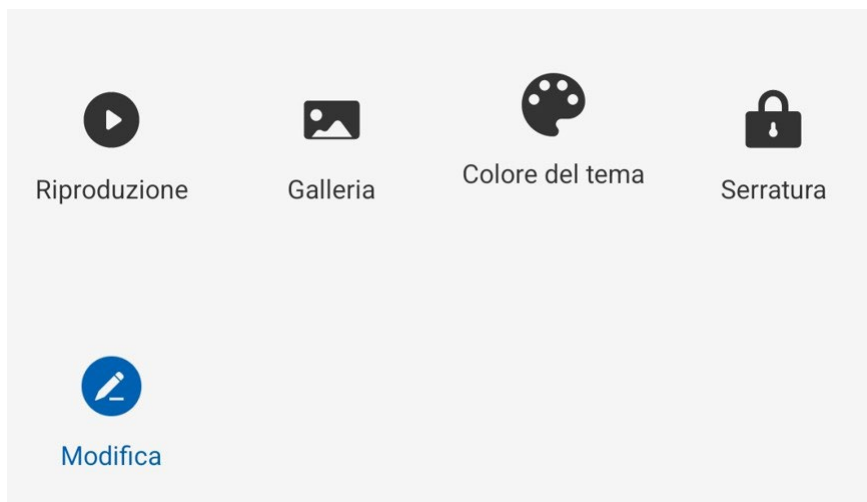 Riproduzione
Galleria
Colore del tema
Serratura
Modifica